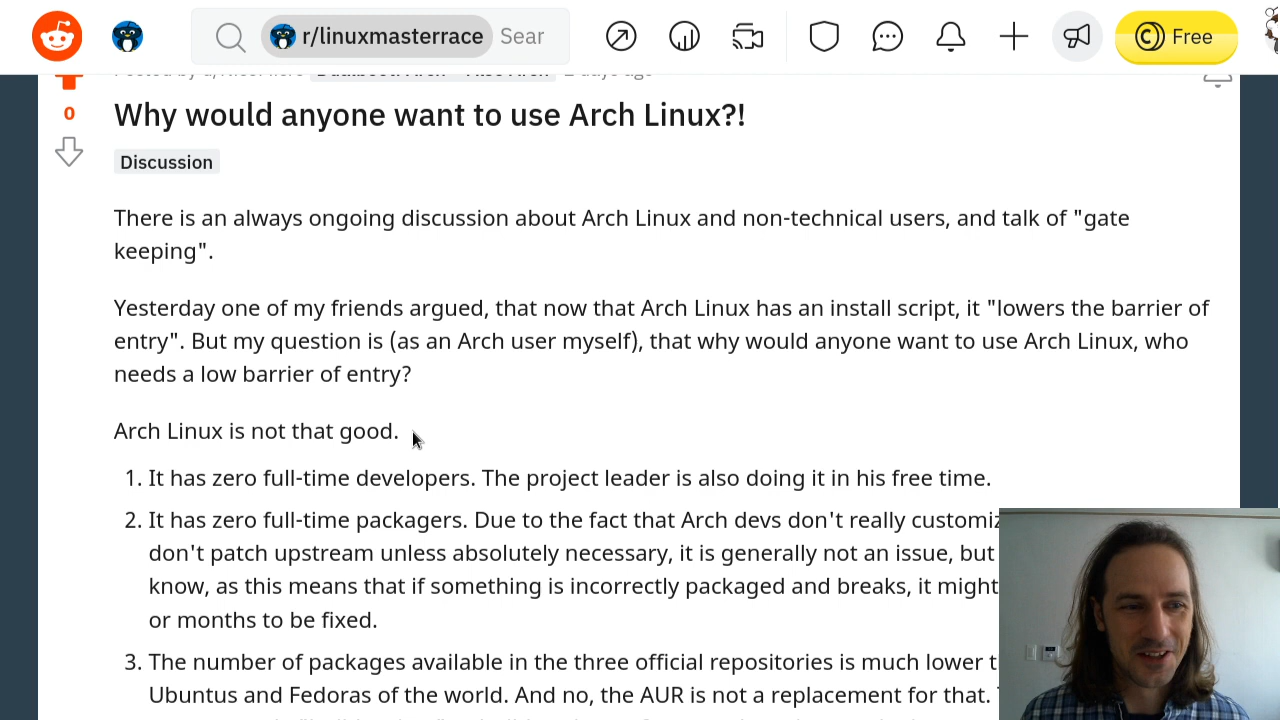 r/linuxmasterrace Sear
Free
0
Why would anyone want to use Arch Linux?!
Discussion
There is an always ongoing discussion about Arch Linux and non-technical users, and talk of "gate
keeping".
Yesterday one of my friends argued, that now that Arch Linux has an install script, it "lowers the barrier of
entry". But my question is (as an Arch user myself), that why would anyone want to use Arch Linux, who
needs a low barrier of entry?
Arch Linux is not that good.
1. It has zero full-time developers. The project leader is also doing it in his free time.
2. It has zero full-time packagers. Due to the fact that Arch devs don't really customiz
don't patch upstream unless absolutely necessary, it is generally not an issue, but
know, as this means that if something is incorrectly packaged and breaks, it might
or months to be fixed.
3. The number of packages available in the three official repositories is much lower t
Ubuntus and Fedoras of the world. And no, the AUR is not a replacement for that.